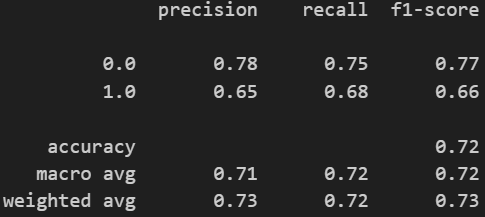 precision recall f1-score
0.0 0.78 0.75 0.77
1.0 0.65 0.68 0.66
accuracy 0.72
macro avg 0.71 0.72 0.72
weighted avg 0.73 0.72 0.73